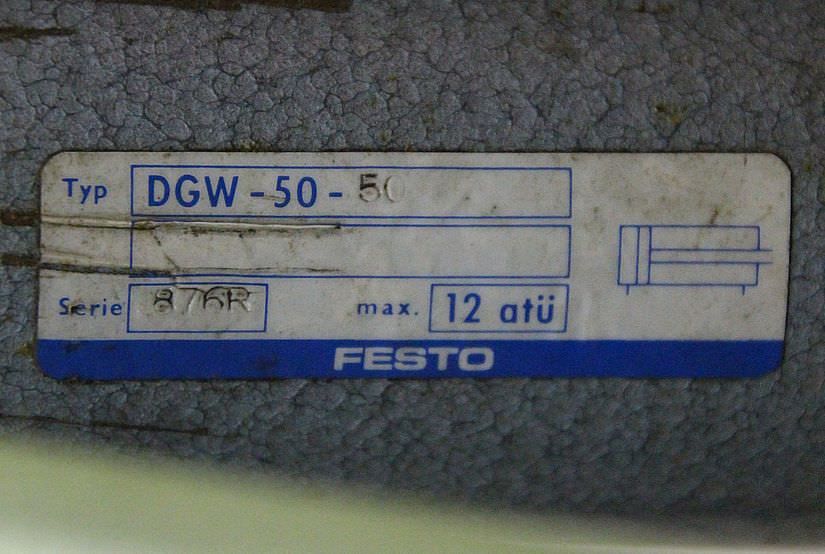 Typ DGW-50-50
Serie 876R max. 12 atü
FESTO